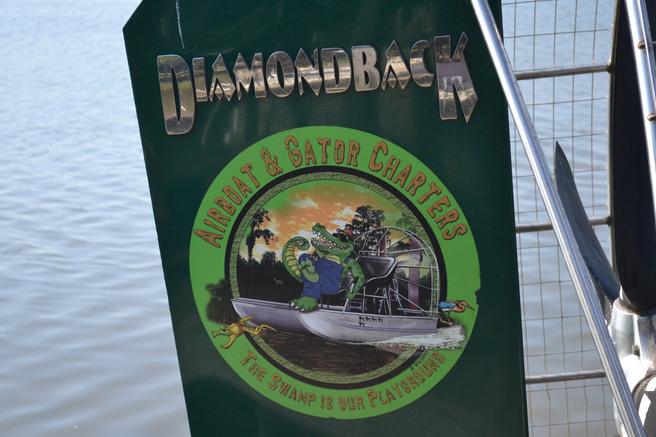 DIAMONDBACK
AIRBOAT & GATOR CHARTERS
THE SWAMP IS OUR PLAYGROUND